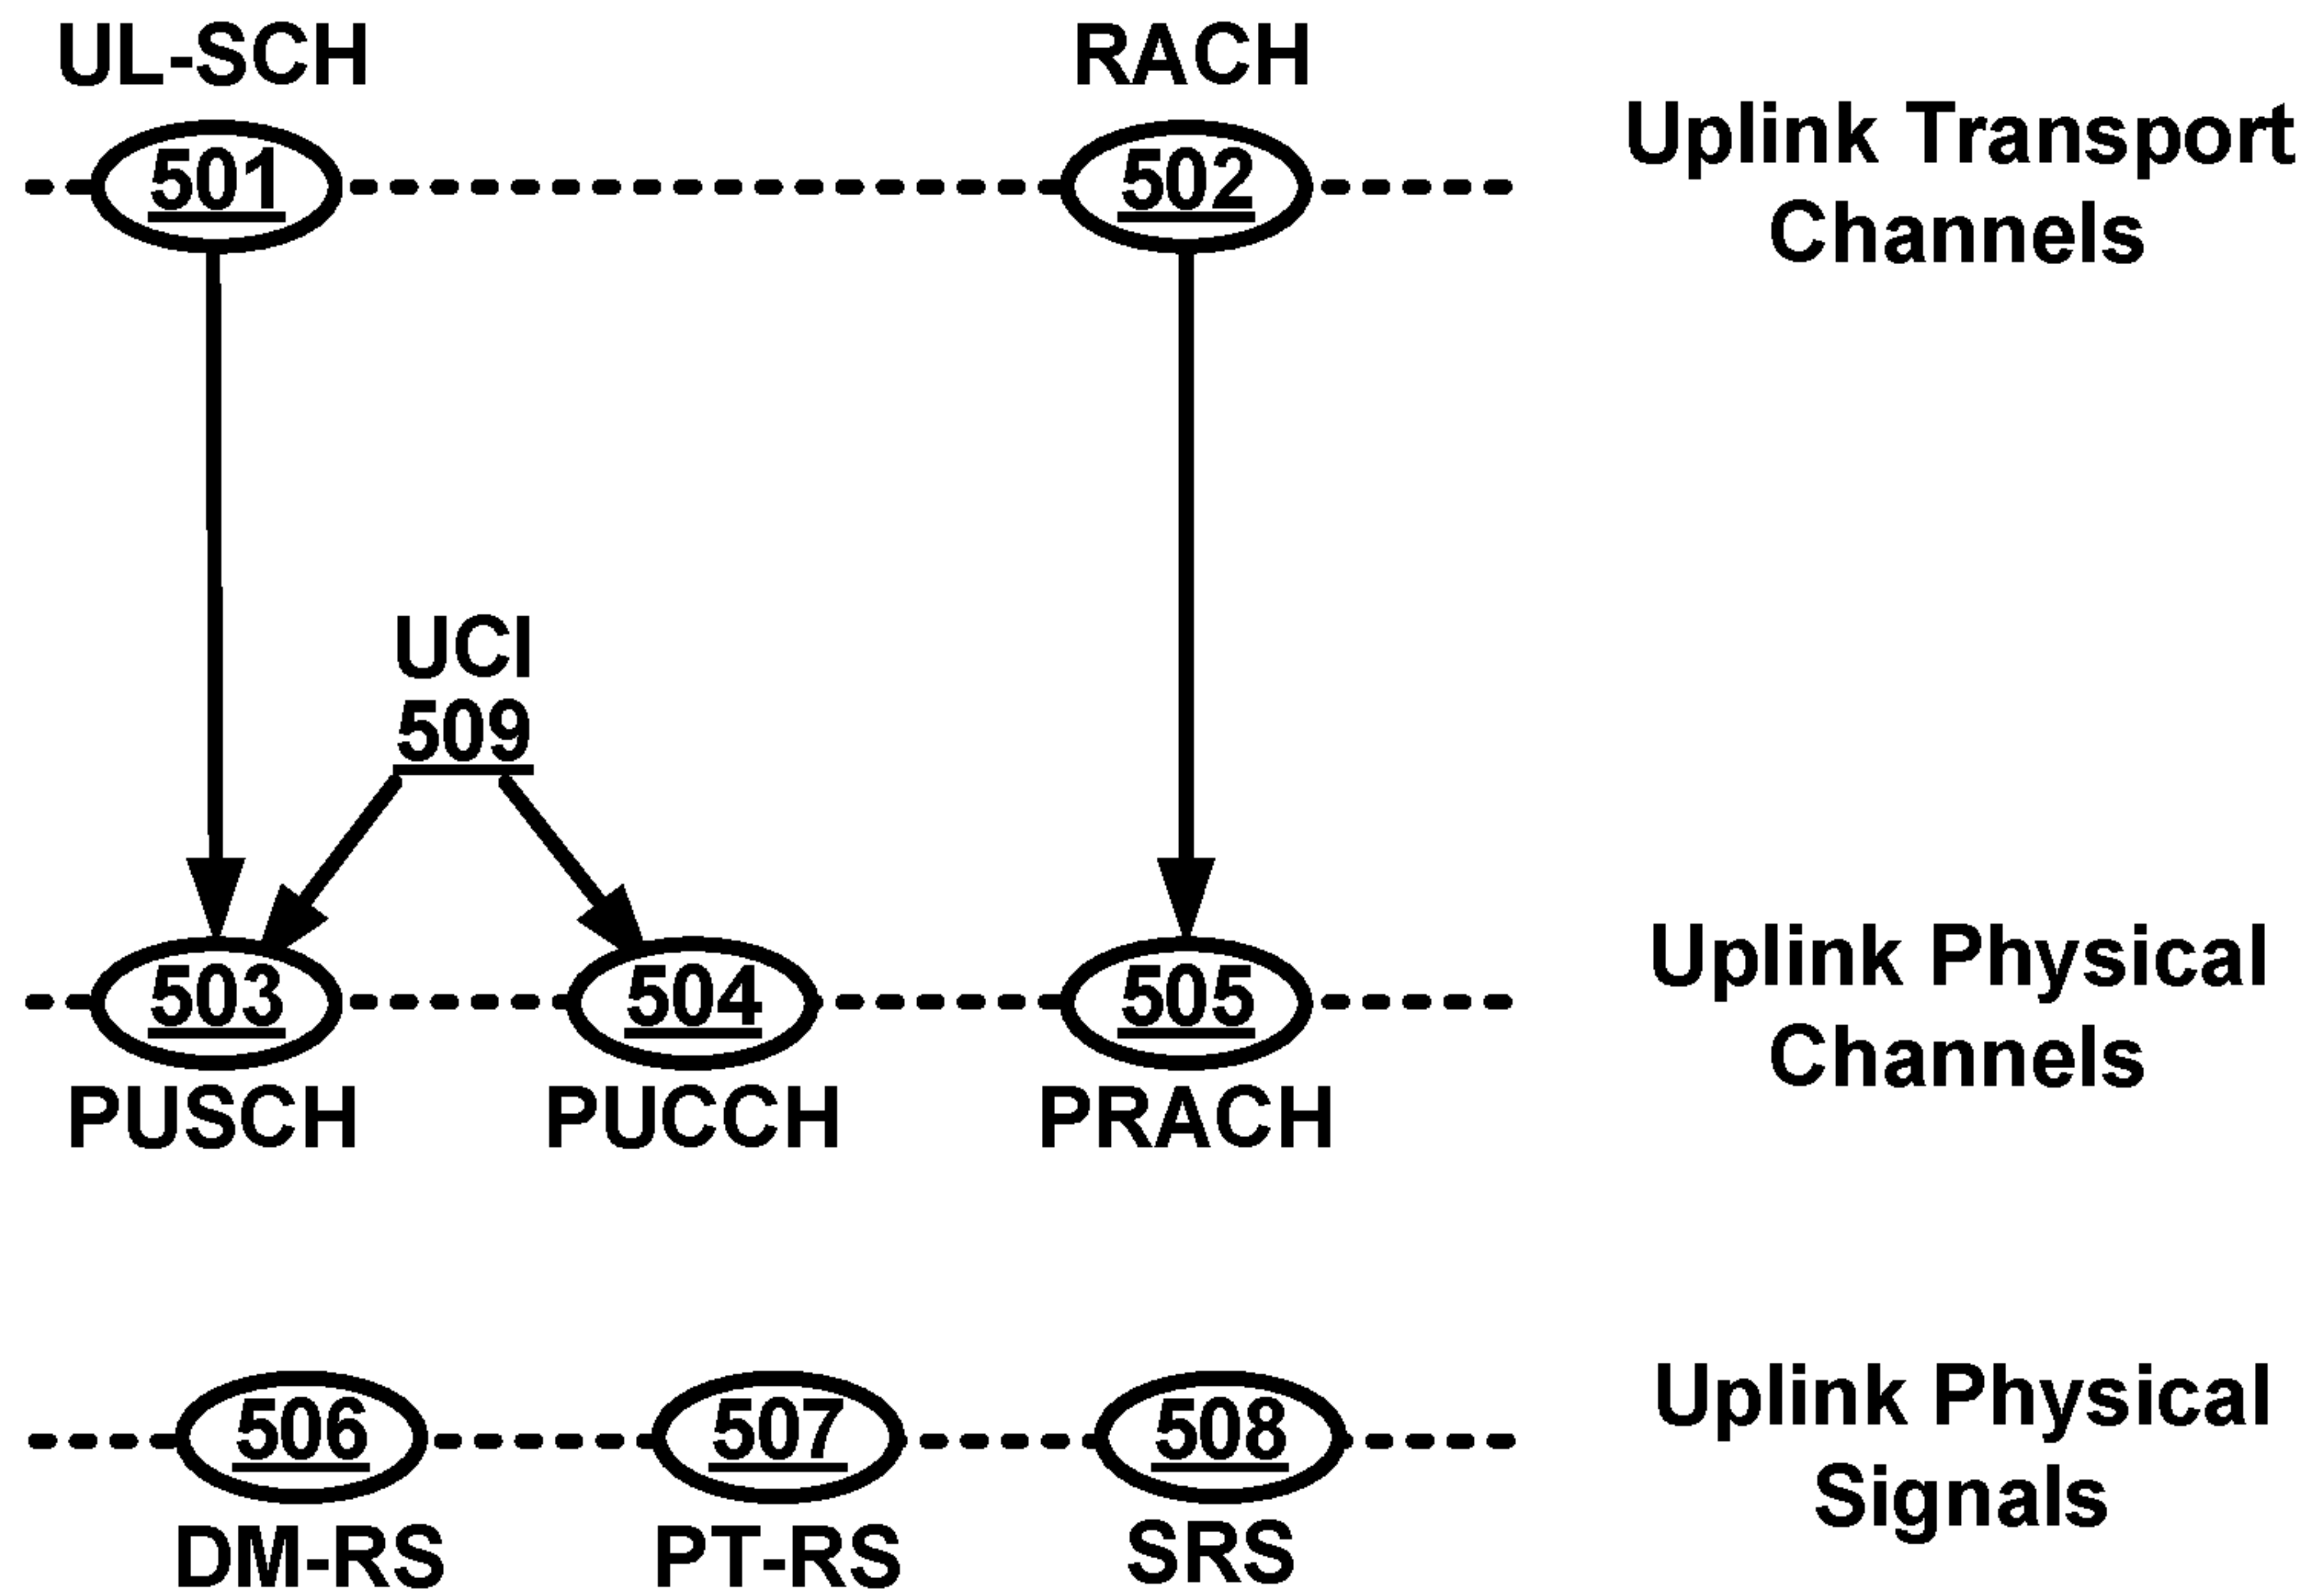 UL-SCH
RACH
501
502
Uplink Transport
Channels
UCI
509
503
504
505
Uplink Physical
Channels
PUSCH
PUCCH
PRACH
506
507
508
Uplink Physical
Signals
DM-RS
PT-RS
SRS